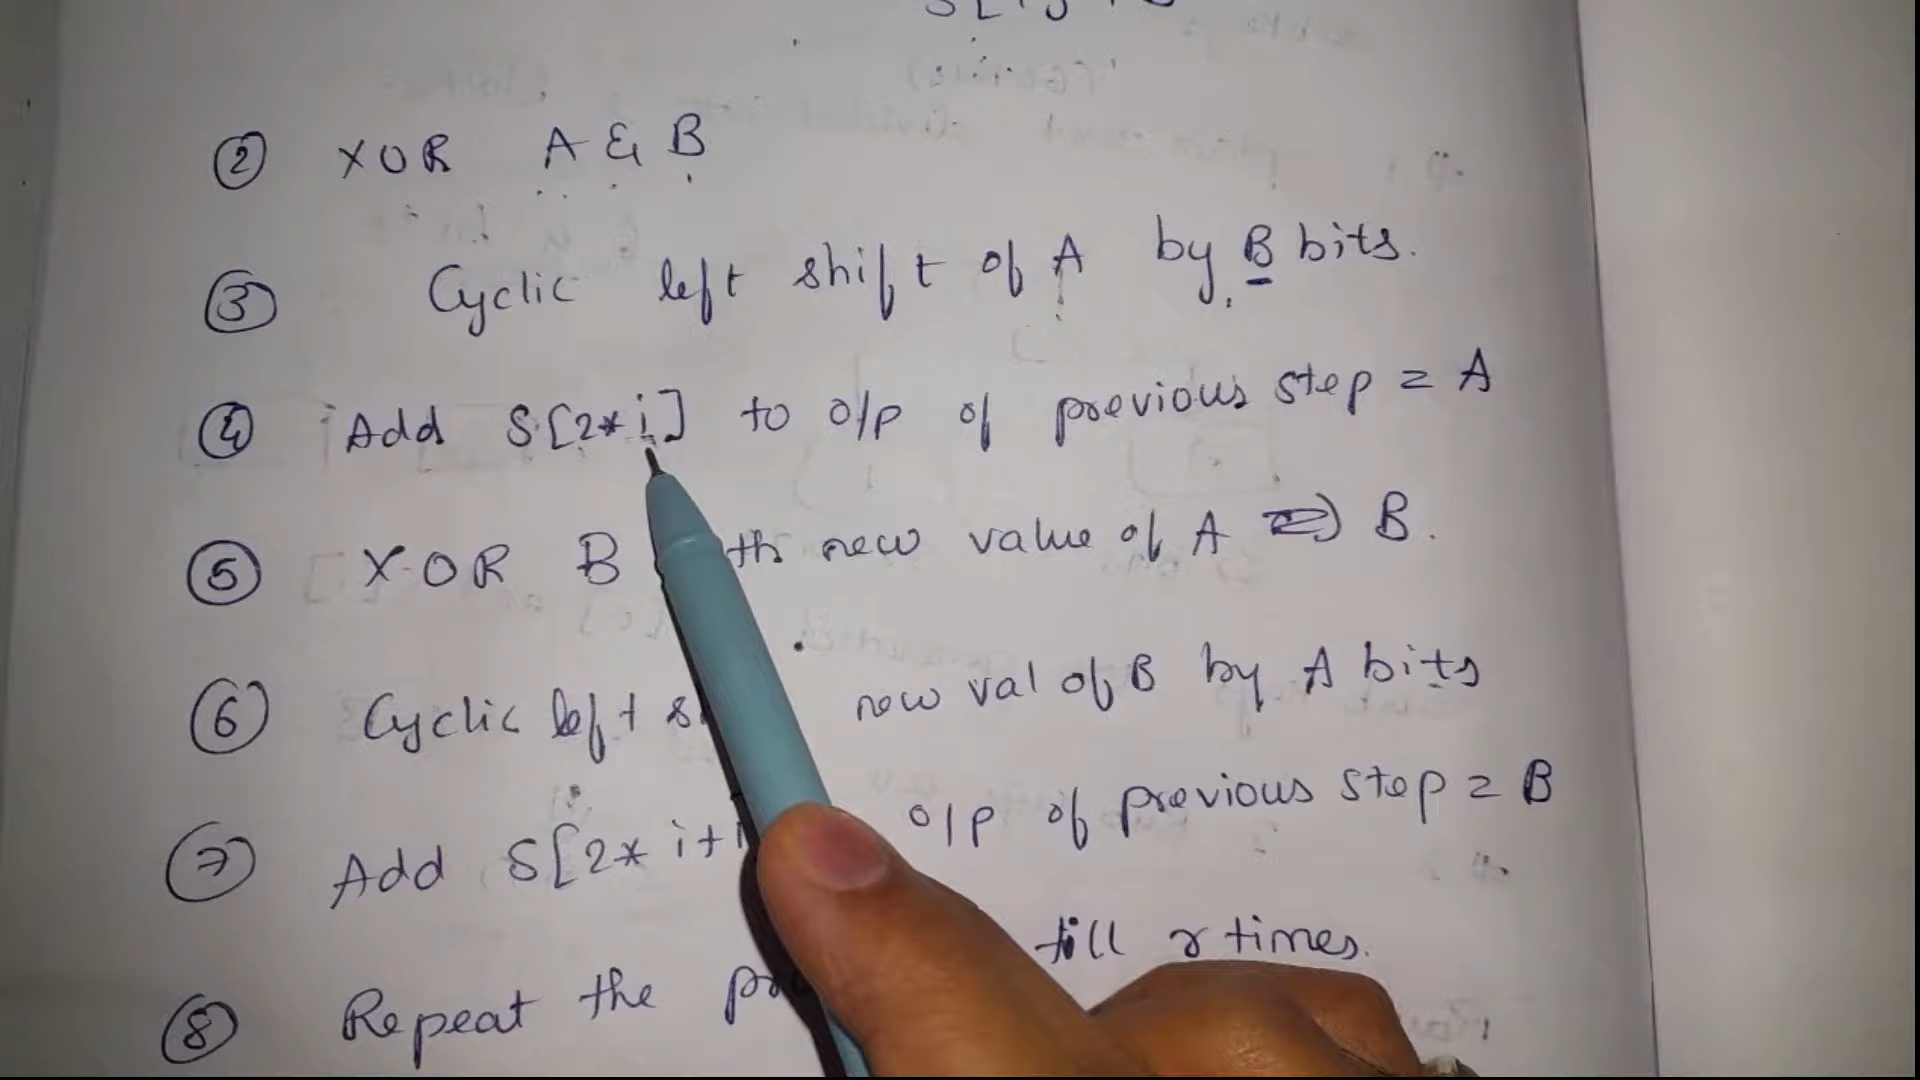 ② XOR A & B
③ Cyclic left shift of A by B bits.
④ Add S[2*i] to o/p of previous step = A
⑤ XOR B new value of A => B.
⑥ Cyclic left new val of B by A bits
⑦ Add S[2*i+1 o/p of previous step = B
⑧ Repeat the till r times.